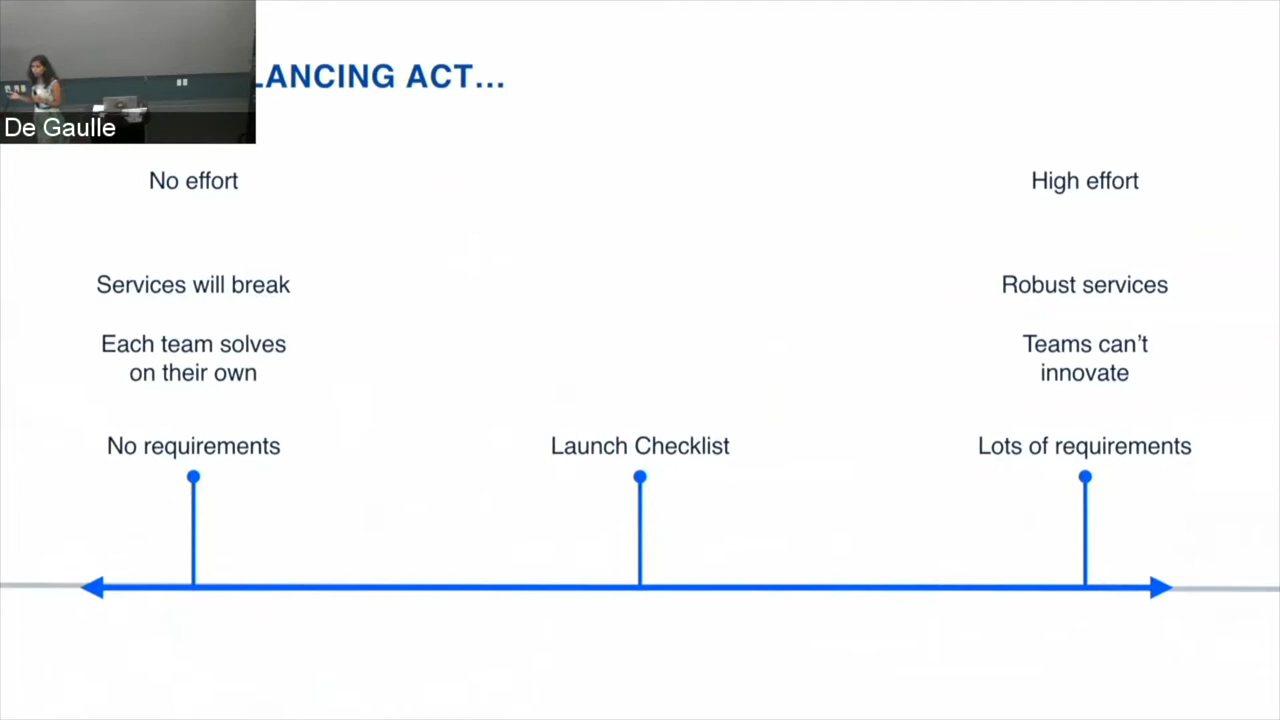 LANCING ACT...
De Gaulle
No effort
High effort
Services will break
Robust services
Each team solves
on their own
Teams can’t
innovate
No requirements
Launch Checklist
Lots of requirements